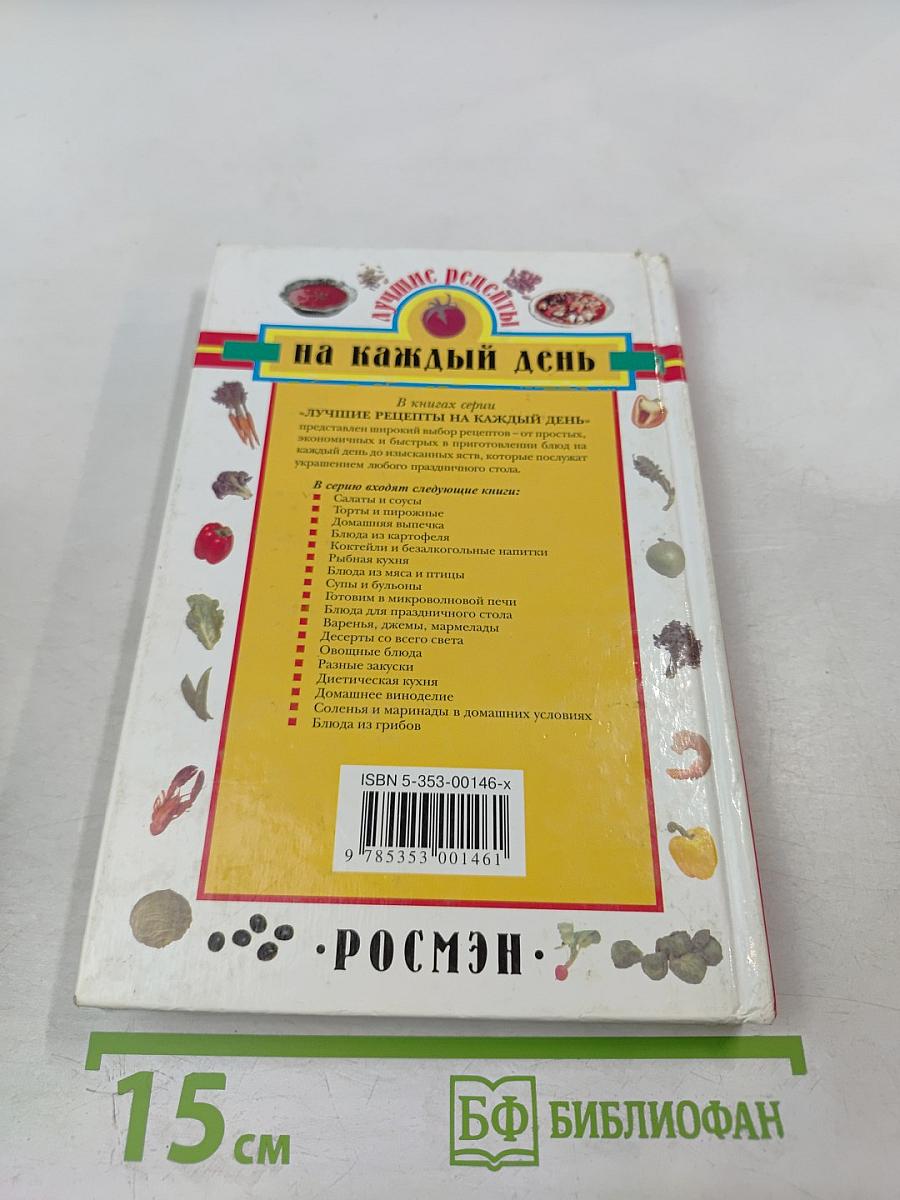 ЛУЧШИЕ РЕЦЕПТЫ
НА КАЖДЫЙ ДЕНЬ
В книгах серии
«ЛУЧШИЕ РЕЦЕПТЫ НА КАЖДЫЙ ДЕНЬ»
представлен широкий выбор рецептов – от простых,
экономичных и быстрых в приготовлении блюд на
каждый день до изысканных яств, которые послужат
украшением любого праздничного стола.
В серию входят следующие книги:
Салаты и соусы
Торты и пирожные
Домашняя выпечка
Блюда из картофеля
Коктейли и безалкогольные напитки
Рыбная кухня
Блюда из мяса и птицы
Супы и бульоны
Готовим в микроволновой печи
Блюда для праздничного стола
Варенья, джемы, мармелады
Десерты со всего света
Овощные блюда
Разные закуски
Диетическая кухня
Домашнее виноделие
Соленья и маринады в домашних условиях
Блюда из грибов
ISBN 5-353-00146-х
9 785353 001461
·РОСМЭН·
15 см
БФ БИБЛИОФАН